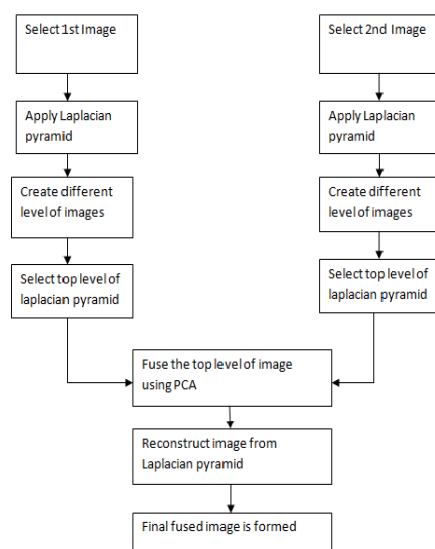 Select 1st Image
Select 2nd Image
Apply Laplacian
pyramid
Apply Laplacian
pyramid
Create different
level of images
Create different
level of images
Select top level of
laplacian pyramid
Select top level of
laplacian pyramid
Fuse the top level of image
using PCA
Reconstruct image from
Laplacian pyramid
Final fused image is formed